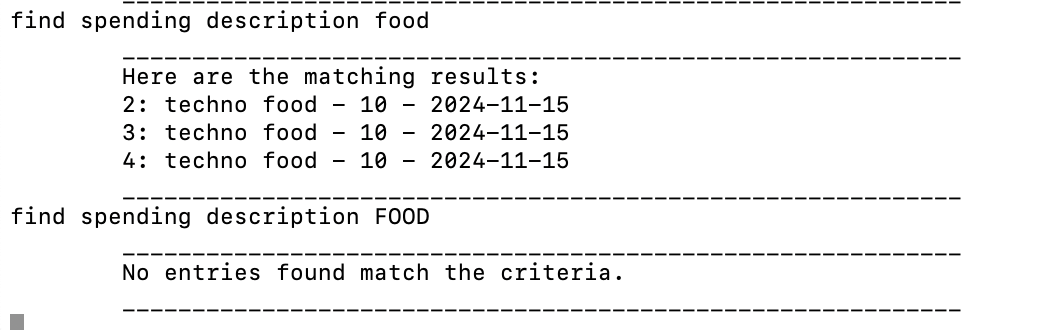 find spending description food
____________________________________________________________
Here are the matching results:
2: techno food - 10 - 2024-11-15
3: techno food - 10 - 2024-11-15
4: techno food - 10 - 2024-11-15
____________________________________________________________
find spending description FOOD
____________________________________________________________
No entries found match the criteria.
____________________________________________________________